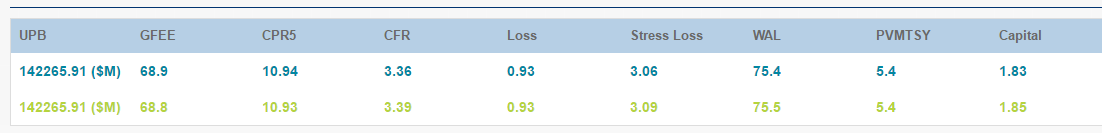 UPB GFEE CPR5 CFR Loss Stress Loss WAL PVMTSY Capital
142265.91 ($M) 68.9 10.94 3.36 0.93 3.06 75.4 5.4 1.83
142265.91 ($M) 68.8 10.93 3.39 0.93 3.09 75.5 5.4 1.85